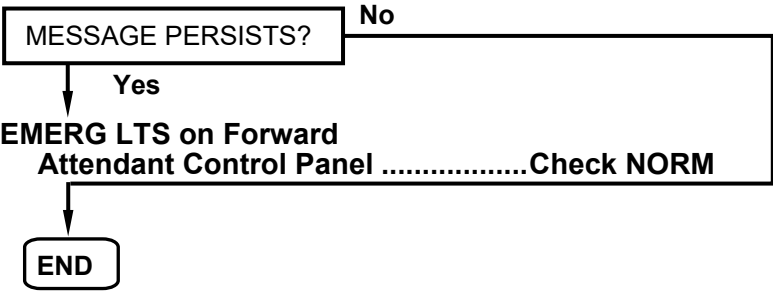 No
MESSAGE PERSISTS?
Yes
EMERG LTS on Forward
Attendant Control Panel ..................Check NORM
END